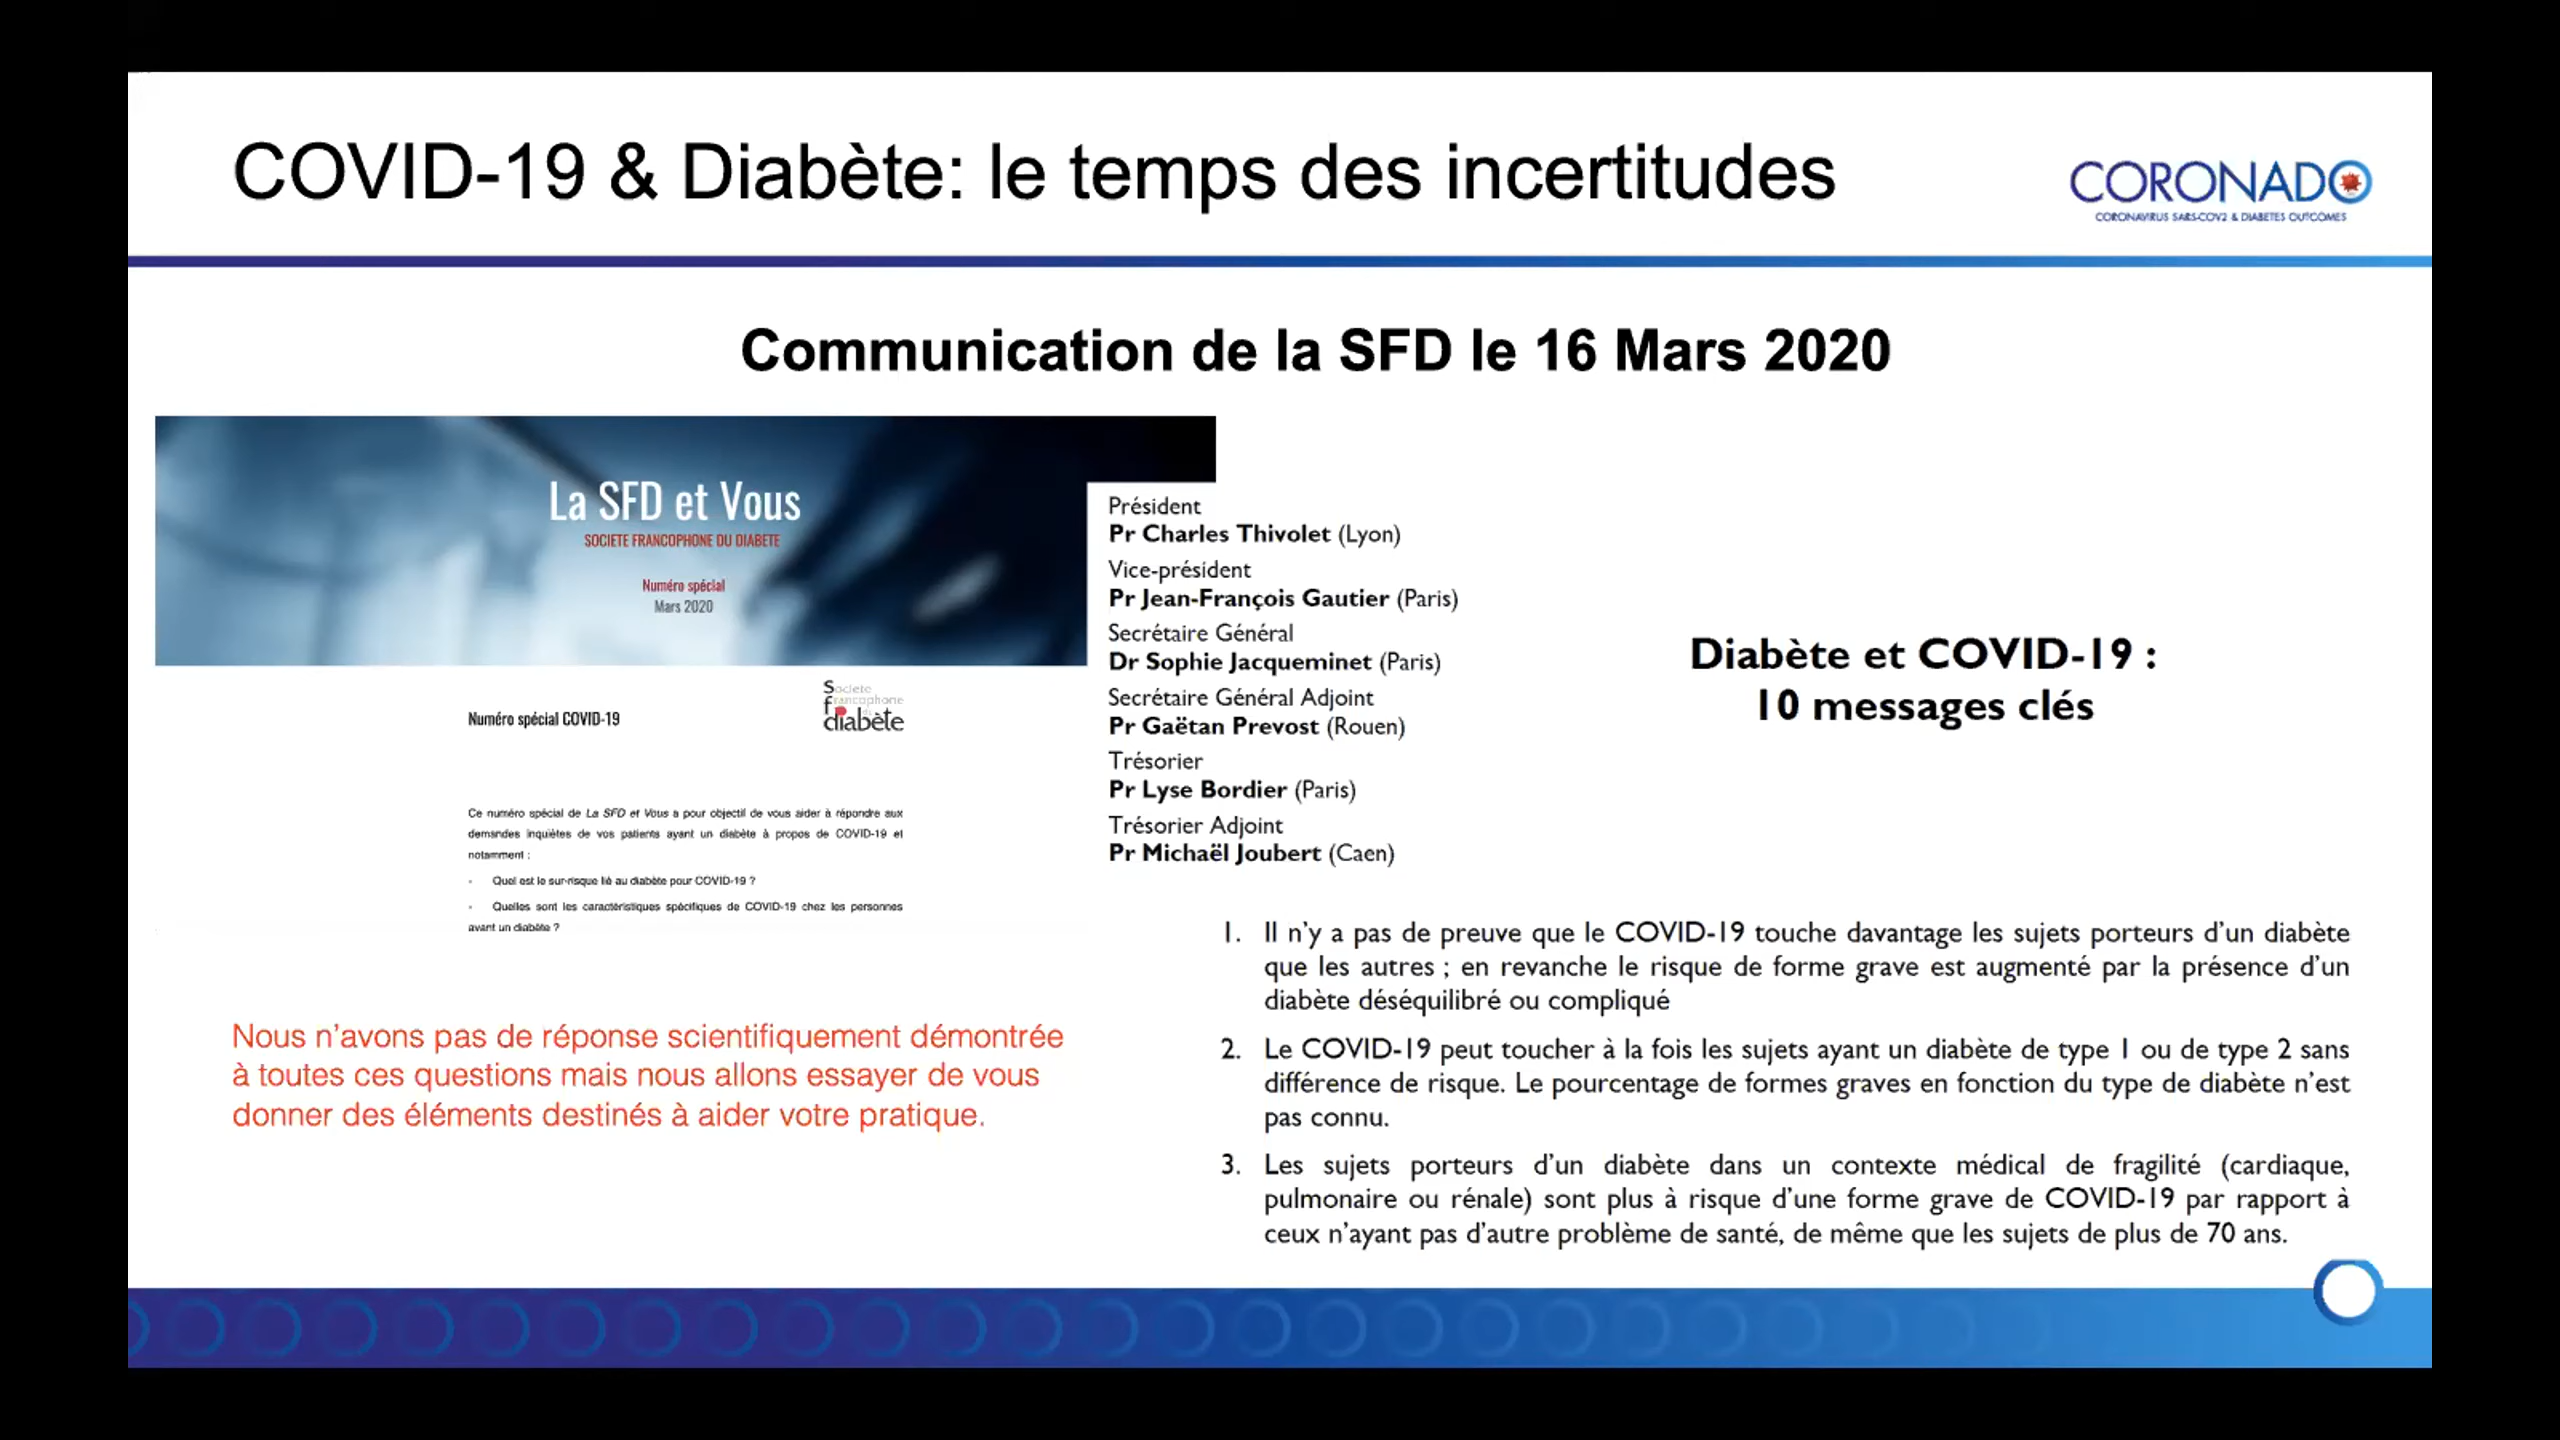 COVID-19 & Diabète: le temps des incertitudes
CORONADO
CORONAVIRUS SARS-COV2 & DIABETES OUTCOMES
Communication de la SFD le 16 Mars 2020
La SFD et Vous
SOCIETE FRANCOPHONE DU DIABETE
Numéro spécial
Mars 2020
Numéro spécial COVID-19
Societe
francophone
du
diabète
Ce numéro spécial de La SFD et Vous a pour objectif de vous aider à répondre aux
demandes inquiètes de vos patients ayant un diabète à propos de COVID-19 et
notamment :
- Quel est le sur-risque lié au diabète pour COVID-19 ?
- Quelles sont les caractéristiques spécifiques de COVID-19 chez les personnes
ayant un diabète ?
Nous n'avons pas de réponse scientifiquement démontrée
à toutes ces questions mais nous allons essayer de vous
donner des éléments destinés à aider votre pratique.
Président
Pr Charles Thivolet (Lyon)
Vice-président
Pr Jean-François Gautier (Paris)
Secrétaire Général
Dr Sophie Jacqueminet (Paris)
Secrétaire Général Adjoint
Pr Gaëtan Prevost (Rouen)
Trésorier
Pr Lyse Bordier (Paris)
Trésorier Adjoint
Pr Michaël Joubert (Caen)
Diabète et COVID-19 :
10 messages clés
1. Il n'y a pas de preuve que le COVID-19 touche davantage les sujets porteurs d'un diabète
que les autres ; en revanche le risque de forme grave est augmenté par la présence d'un
diabète déséquilibré ou compliqué
2. Le COVID-19 peut toucher à la fois les sujets ayant un diabète de type 1 ou de type 2 sans
différence de risque. Le pourcentage de formes graves en fonction du type de diabète n'est
pas connu.
3. Les sujets porteurs d'un diabète dans un contexte médical de fragilité (cardiaque,
pulmonaire ou rénale) sont plus à risque d'une forme grave de COVID-19 par rapport à
ceux n'ayant pas d'autre problème de santé, de même que les sujets de plus de 70 ans.